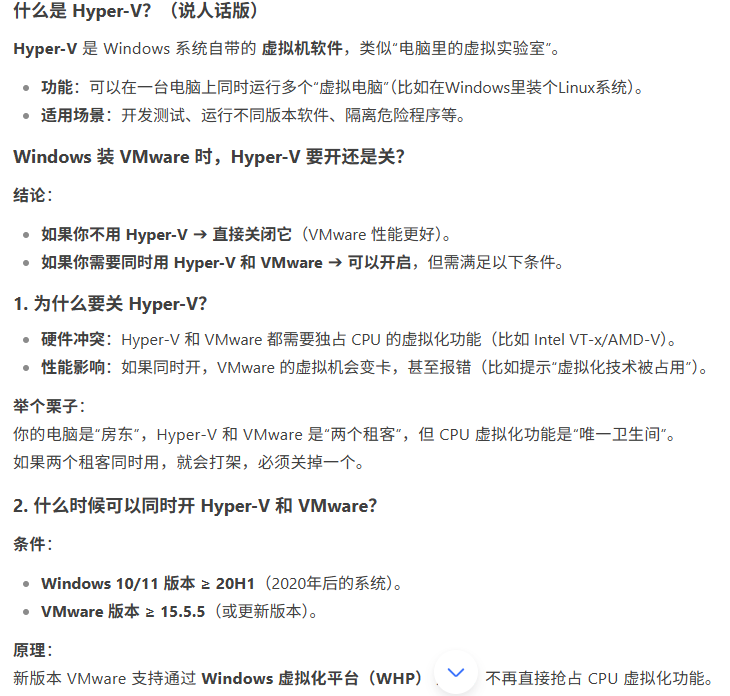 什么是 Hyper-V？（说人话版）
Hyper-V 是 Windows 系统自带的 虚拟机软件，类似“电脑里的虚拟实验室”。
功能：可以在一台电脑上同时运行多个“虚拟电脑”（比如在Windows里装个Linux系统）。
适用场景：开发测试、运行不同版本软件、隔离危险程序等。
Windows 装 VMware 时，Hyper-V 要开还是关？
结论：
如果你不用 Hyper-V → 直接关闭它（VMware 性能更好）。
如果你需要同时用 Hyper-V 和 VMware → 可以开启，但需满足以下条件。
1. 为什么要关 Hyper-V？
硬件冲突：Hyper-V 和 VMware 都需要独占 CPU 的虚拟化功能（比如 Intel VT-x/AMD-V）。
性能影响：如果同时开，VMware 的虚拟机会变卡，甚至报错（比如提示“虚拟化技术被占用”）。
举个栗子：
你的电脑是“房东”，Hyper-V 和 VMware 是“两个租客”，但 CPU 虚拟化功能是“唯一卫生间”。
如果两个租客同时用，就会打架，必须关掉一个。
2. 什么时候可以同时开 Hyper-V 和 VMware？
条件：
Windows 10/11 版本 ≥ 20H1（2020年后的系统）。
VMware 版本 ≥ 15.5.5（或更新版本）。
原理：
新版本 VMware 支持通过 Windows 虚拟化平台（WHP） 不再直接抢占 CPU 虚拟化功能。